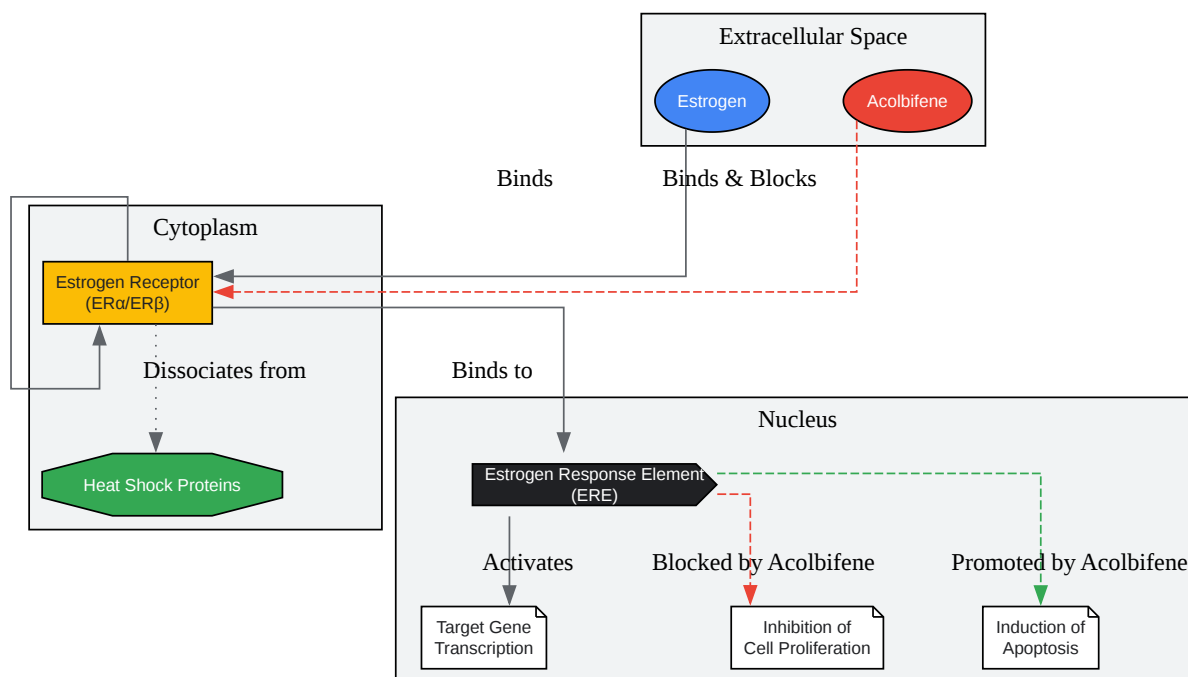 Extracellular Space
Estrogen
Acolbifene
Binds
Binds & Blocks
Cytoplasm
Estrogen Receptor
(ERα/ERβ)
Dissociates from
Binds to
Heat Shock Proteins
Nucleus
Estrogen Response Element
(ERE)
Activates
Blocked by Acolbifene
Promoted by Acolbifene
Target Gene
Transcription
Inhibition of
Cell Proliferation
Induction of
Apoptosis